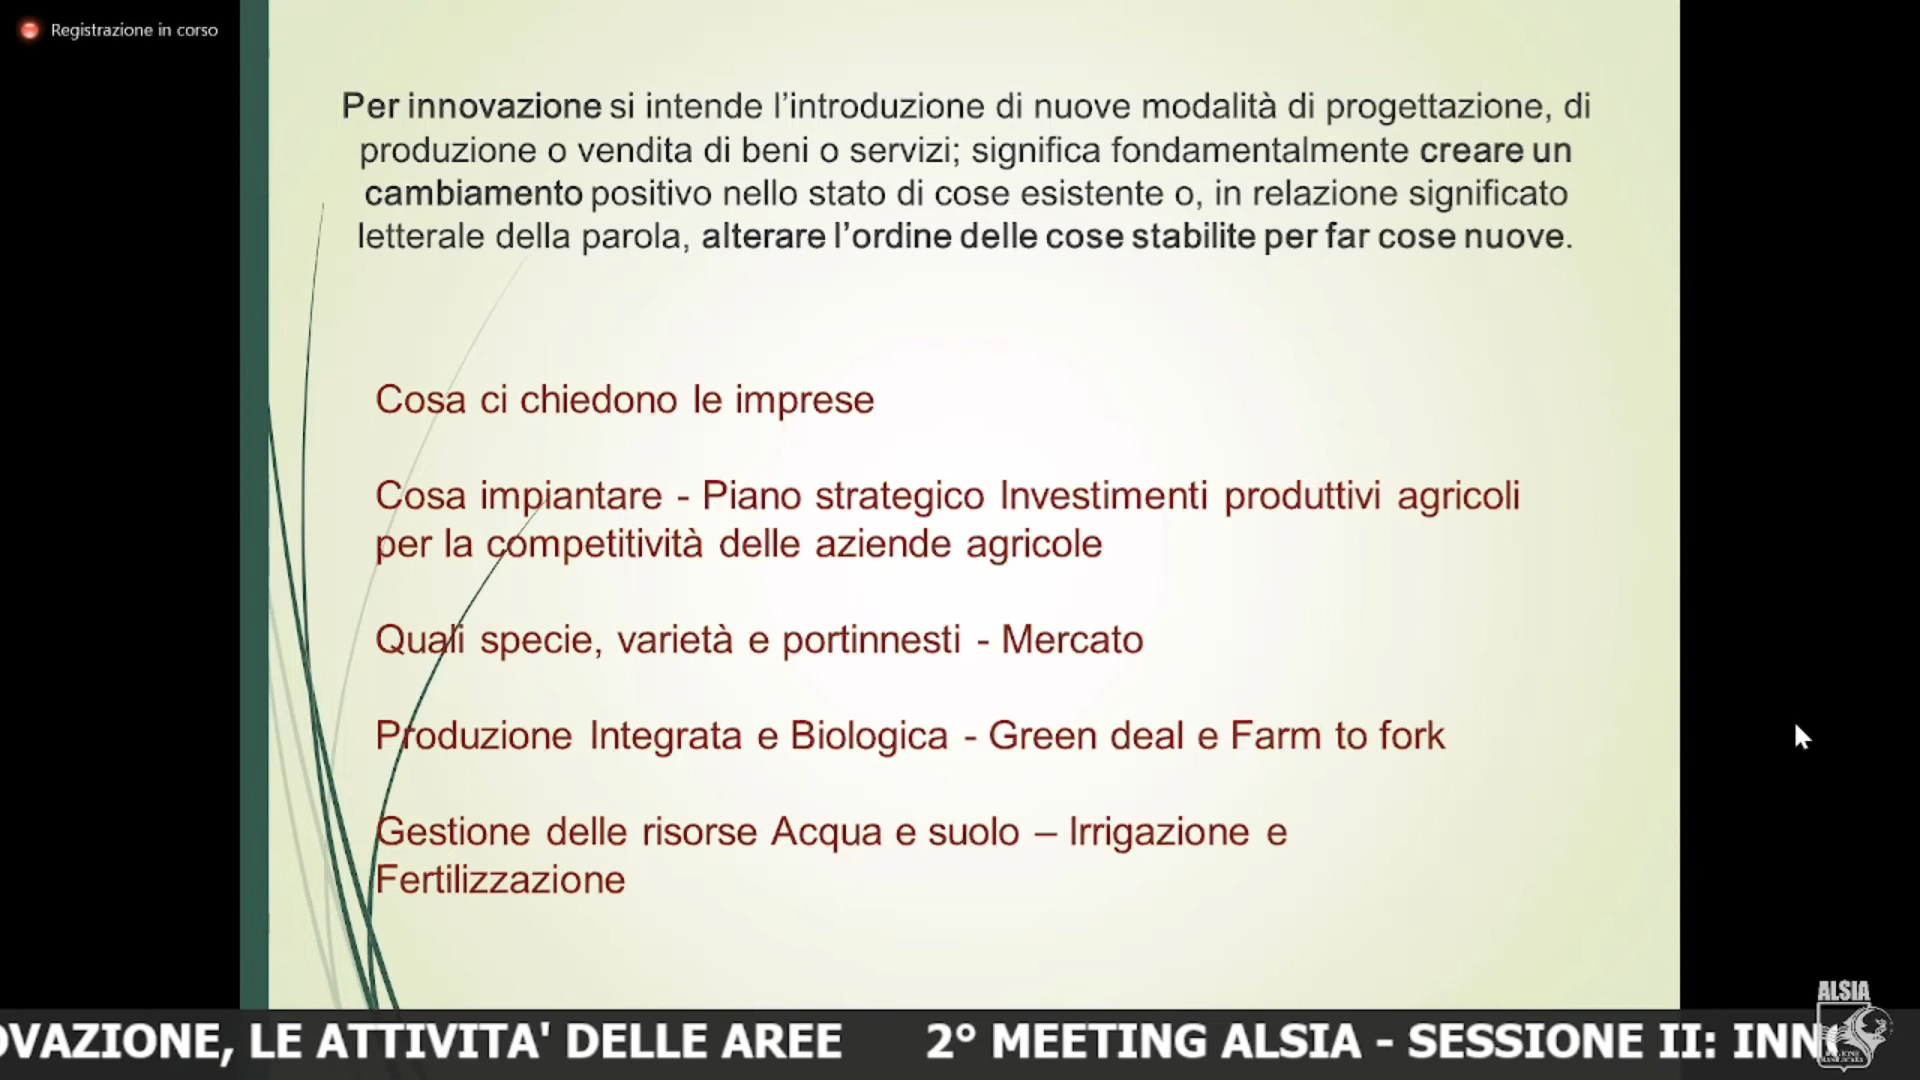 Registrazione in corso
Per innovazione si intende l’introduzione di nuove modalità di progettazione, di
produzione o vendita di beni o servizi; significa fondamentalmente creare un
cambiamento positivo nello stato di cose esistente o, in relazione significato
letterale della parola, alterare l’ordine delle cose stabilite per far cose nuove.
Cosa ci chiedono le imprese
Cosa impiantare - Piano strategico Investimenti produttivi agricoli
per la competitività delle aziende agricole
Quali specie, varietà e portinnesti - Mercato
Produzione Integrata e Biologica - Green deal e Farm to fork
Gestione delle risorse Acqua e suolo – Irrigazione e
Fertilizzazione
ALSIA
OVAZIONE, LE ATTIVITA' DELLE AREE 2° MEETING ALSIA - SESSIONE II: INN